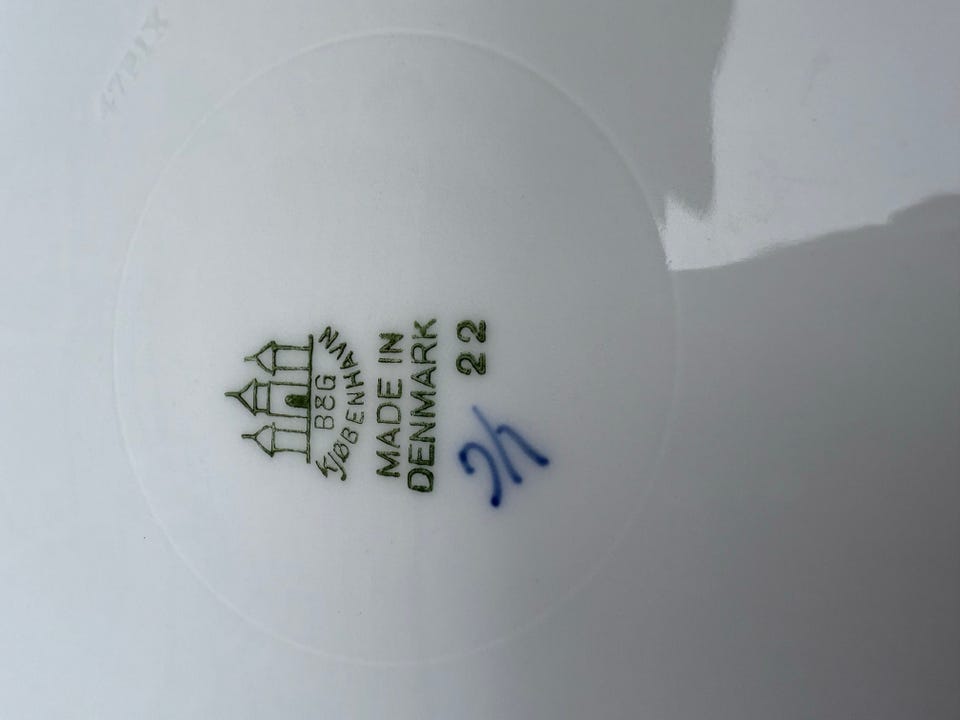 B&G
KJØBENHAVN
MADE IN
DENMARK
22